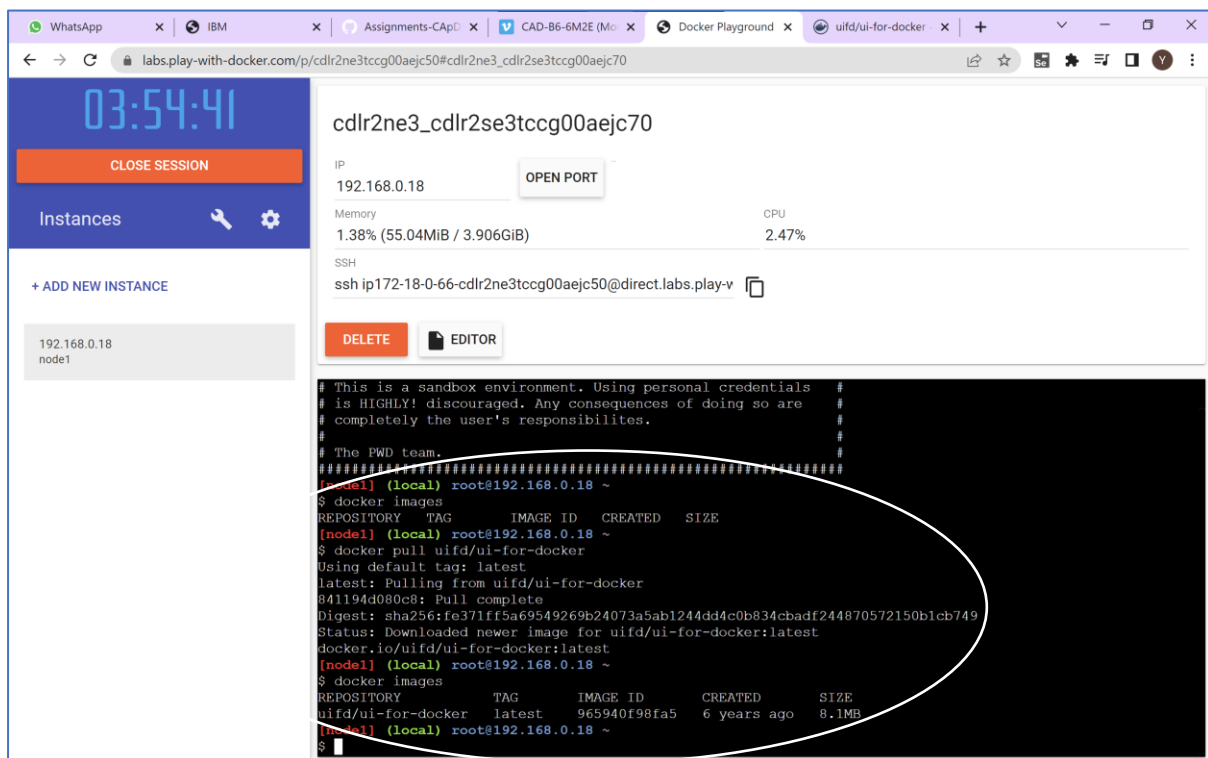 WhatsApp
IBM
Assignments-CApD
CAD-B6-6M2E (Mo
Docker Playground
uifd/ui-for-docker -
labs.play-with-docker.com/p/cdlr2ne3tccg00aejc50#cdlr2ne3_cdlr2se3tccg00aejc70
Se
Y
03:54:41
CLOSE SESSION
Instances
+ ADD NEW INSTANCE
192.168.0.18
node1
cdlr2ne3_cdlr2se3tccg00aejc70
IP
192.168.0.18
OPEN PORT
Memory
1.38% (55.04MiB / 3.906GiB)
CPU
2.47%
SSH
ssh ip172-18-0-66-cdlr2ne3tccg00aejc50@direct.labs.play-w
DELETE
EDITOR
# This is a sandbox environment. Using personal credentials #
# is HIGHLY! discouraged. Any consequences of doing so are #
# completely the user's responsibilites. #
# #
# The PWD team. #
################################################################
[node1] (local) root@192.168.0.18 ~
$ docker images
REPOSITORY TAG IMAGE ID CREATED SIZE
[node1] (local) root@192.168.0.18 ~
$ docker pull uifd/ui-for-docker
Using default tag: latest
latest: Pulling from uifd/ui-for-docker
841194d080c8: Pull complete
Digest: sha256:fe371ff5a69549269b24073a5ab1244dd4c0b834cbadf244870572150b1cb749
Status: Downloaded newer image for uifd/ui-for-docker:latest
docker.io/uifd/ui-for-docker:latest
[node1] (local) root@192.168.0.18 ~
$ docker images
REPOSITORY TAG IMAGE ID CREATED SIZE
uifd/ui-for-docker latest 965940f98fa5 6 years ago 8.1MB
[node1] (local) root@192.168.0.18 ~
$